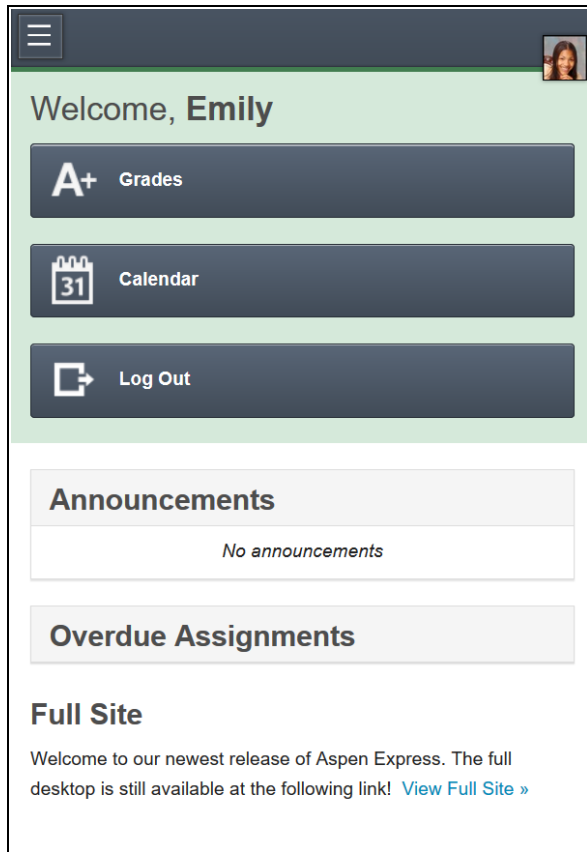 Welcome, Emily
A+ Grades
31 Calendar
Log Out
Announcements
No announcements
Overdue Assignments
Full Site
Welcome to our newest release of Aspen Express. The full
desktop is still available at the following link! View Full Site »